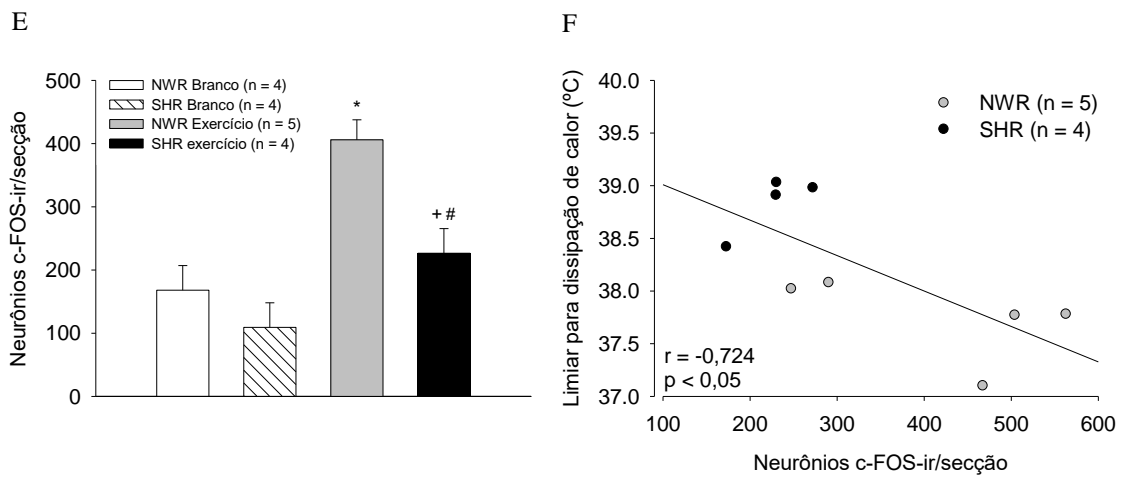 E
Neurônios c-FOS-ir/secção
500
400
300
200
100
0
NWR Branco (n = 4)
SHR Branco (n = 4)
NWR Exercício (n = 5)
SHR exercício (n = 4)
*
+ #
F
Limiar para dissipação de calor (ºC)
40.0
39.5
39.0
38.5
38.0
37.5
37.0
NWR (n = 5)
SHR (n = 4)
r = -0,724
p < 0,05
100 200 300 400 500 600
Neurônios c-FOS-ir/secção